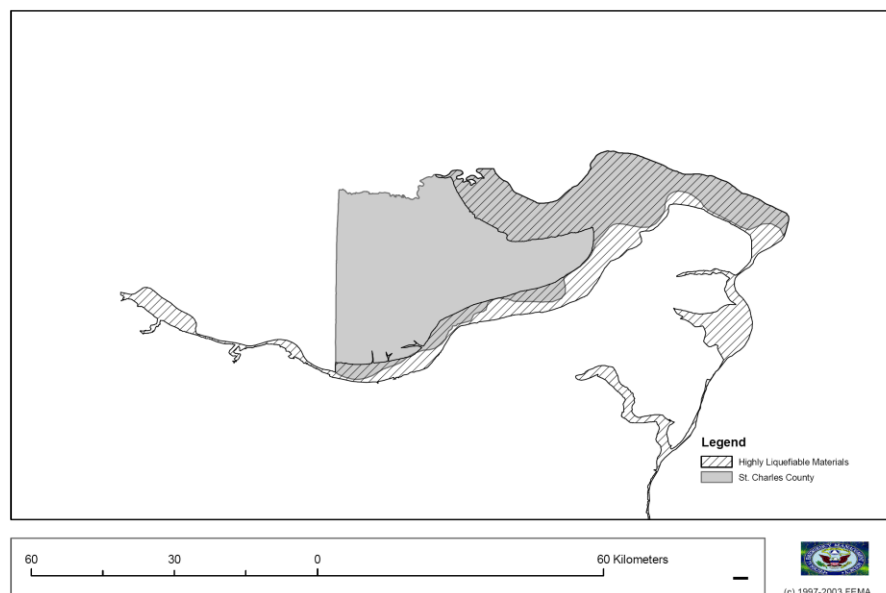 Legend
Highly Liquefiable Materials
St. Charles County
60
30
0
60 Kilometers
(c) 1997-2003 FEMA